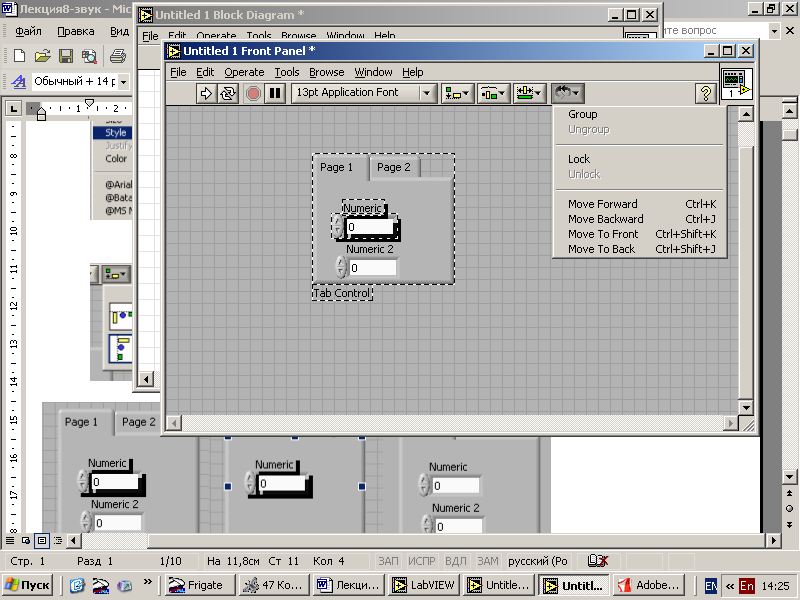 Лекция8-звук - Mic
Untitled 1 Block Diagram *
Файл Правка Вид
File Edit Operate Tools Browse Window Help
те вопрос
Untitled 1 Front Panel *
File Edit Operate Tools Browse Window Help
Обычный + 14 р
13pt Application Font
1
Group
Ungroup
Lock
Unlock
Move Forward Ctrl+K
Move Backward Ctrl+J
Move To Front Ctrl+Shift+K
Move To Back Ctrl+Shift+J
Style
Justify
Color
@Arial
@Bata
@MS M
Page 1 Page 2
Numeric
0
Numeric 2
0
Tab Control
Page 1 Page 2
Numeric
0
Numeric 2
0
Numeric
0
Numeric
0
Numeric 2
0
Стр. 1 Разд 1 1/10 На 11,8см Ст 11 Кол 4 ЗАП ИСПР ВДЛ ЗАМ русский (Ро
Пуск Frigate 47 Ко... Лекци... LabVIEW Untitle... Untitl... Adobe... EN En 14:25